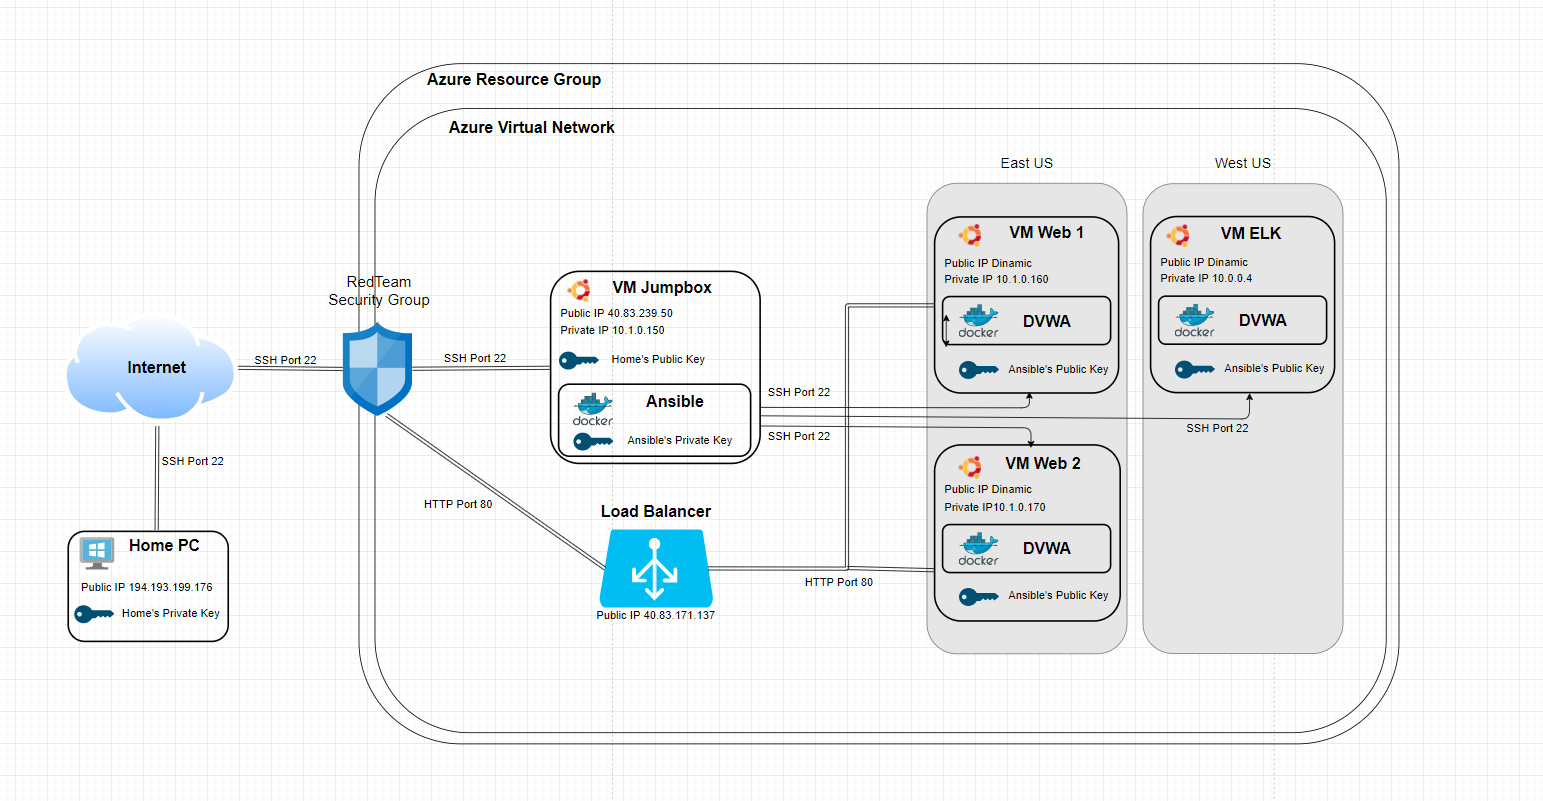 Azure Resource Group
Azure Virtual Network
East US
West US
RedTeam
Security Group
Internet
SSH Port 22
SSH Port 22
SSH Port 22
Home PC
Public IP 194.193.199.176
Home's Private Key
VM Jumpbox
Public IP 40.83.239.50
Private IP 10.1.0.150
Home's Public Key
docker
Ansible
Ansible's Private Key
SSH Port 22
SSH Port 22
SSH Port 22
HTTP Port 80
Load Balancer
Public IP 40.83.171.137
HTTP Port 80
VM Web 1
Public IP Dinamic
Private IP 10.1.0.160
docker
DVWA
Ansible's Public Key
VM Web 2
Public IP Dinamic
Private IP10.1.0.170
docker
DVWA
Ansible's Public Key
VM ELK
Public IP Dinamic
Private IP 10.0.0.4
docker
DVWA
Ansible's Public Key